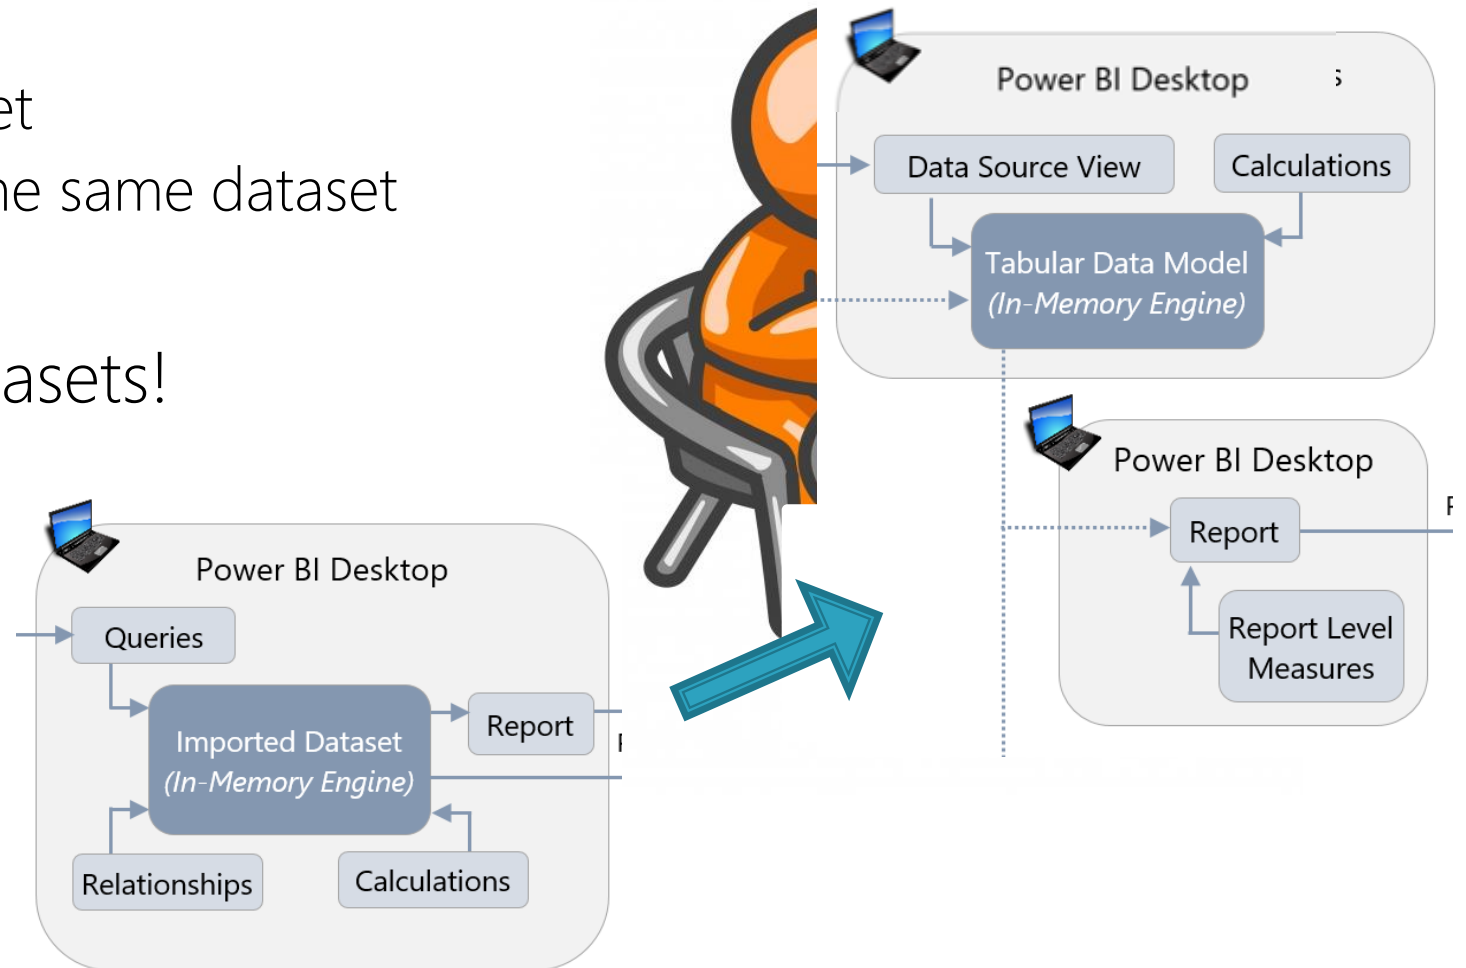 et
ne same dataset
asets!
Power BI Desktop
s
Data Source View
Calculations
Tabular Data Model
(In-Memory Engine)
Power BI Desktop
Report
Report Level
Measures
Power BI Desktop
Queries
Imported Dataset
(In-Memory Engine)
Report
Relationships
Calculations